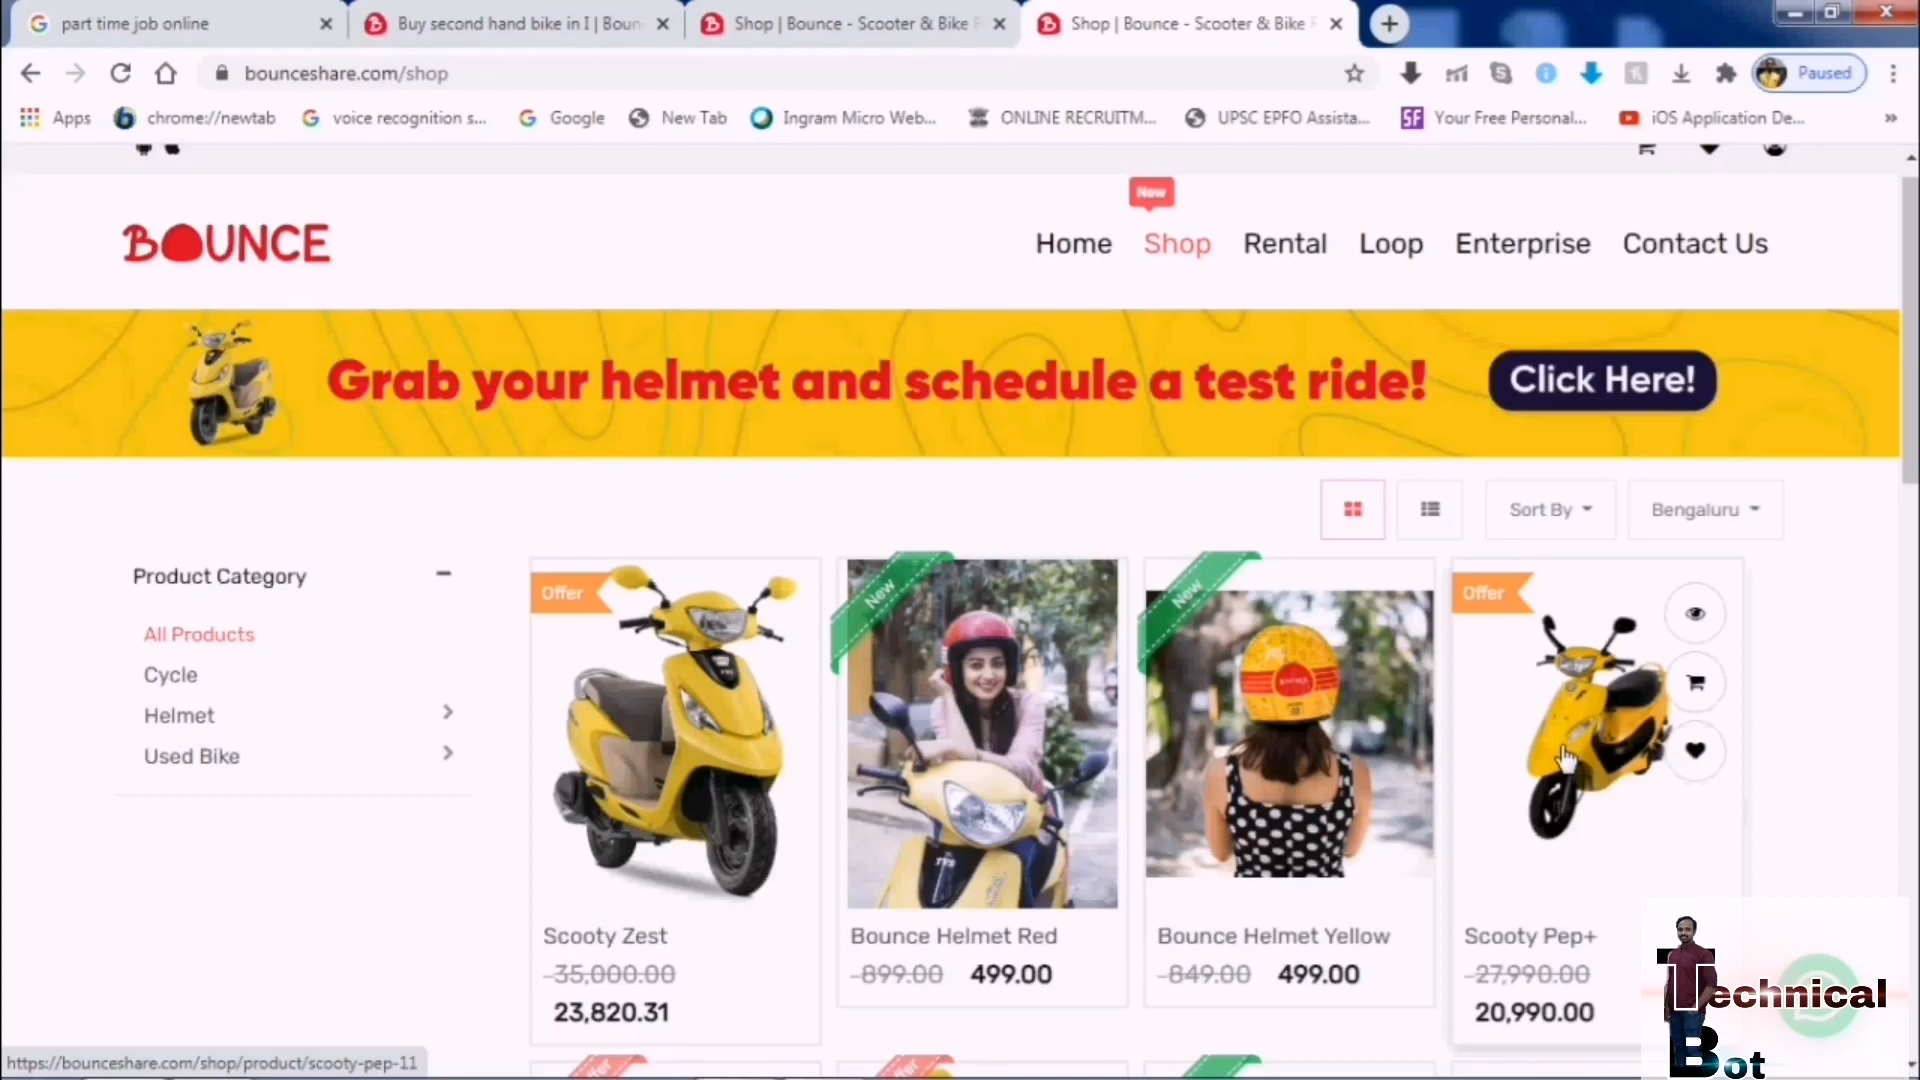 part time job online
Buy second hand bike in I | Boun
Shop | Bounce - Scooter & Bike
Shop | Bounce - Scooter & Bike
bounceshare.com/shop
Paused
Apps
chrome://newtab
voice recognition s...
Google
New Tab
Ingram Micro Web...
ONLINE RECRUITM...
UPSC EPFO Assista...
SF
Your Free Personal...
iOS Application De...
»
New
BOUNCE
Home
Shop
Rental
Loop
Enterprise
Contact Us
Grab your helmet and schedule a test ride!
Click Here!
Sort By
Bengaluru
Product Category
All Products
Cycle
Helmet
Used Bike
Offer
New
New
Offer
TVS
Scooty Zest
35,000.00
23,820.31
Bounce Helmet Red
899.00 499.00
Bounce Helmet Yellow
849.00 499.00
Scooty Pep+
27,990.00
20,990.00
Technical
Bot
https://bounceshare.com/shop/product/scooty-pep-11
Offer
Offer